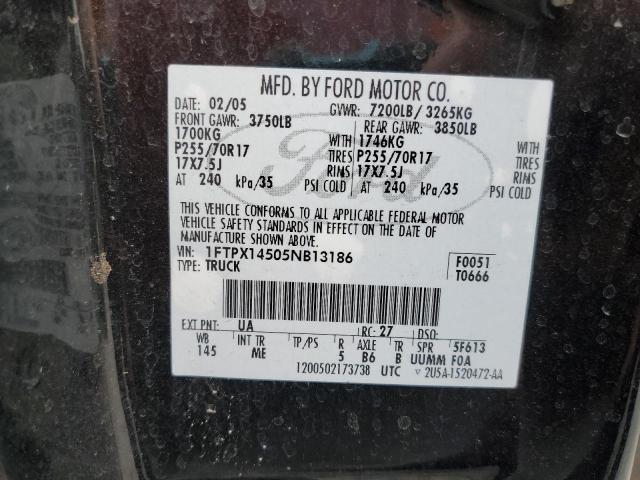 MFD. BY FORD MOTOR CO.
DATE: 02/05 GVWR: 7200LB/ 3265KG
FRONT GAWR: 3750LB REAR GAWR: 3850LB
1700KG WITH 1746KG WITH
P255/70R17 TIRES P255/70R17 TIRES
17X7.5J RIMS 17X7.5J RIMS
AT 240 kPa/35 PSI COLD AT 240 kPa/35 PSI COLD
Ford
THIS VEHICLE CONFORMS TO ALL APPLICABLE FEDERAL MOTOR
VEHICLE SAFETY STANDARDS IN EFFECT ON THE DATE OF
MANUFACTURE SHOWN ABOVE.
VIN: 1FTPX14505NB13186 F0051
TYPE: TRUCK T0666
EXT PNT: UA RC: 27 DSO:
WB INT TR TP/PS R AXLE TR SPR 5F613
145 ME 5 B6 B UUMM F0A
1200502173738 UTC 2U5A-1520472-AA